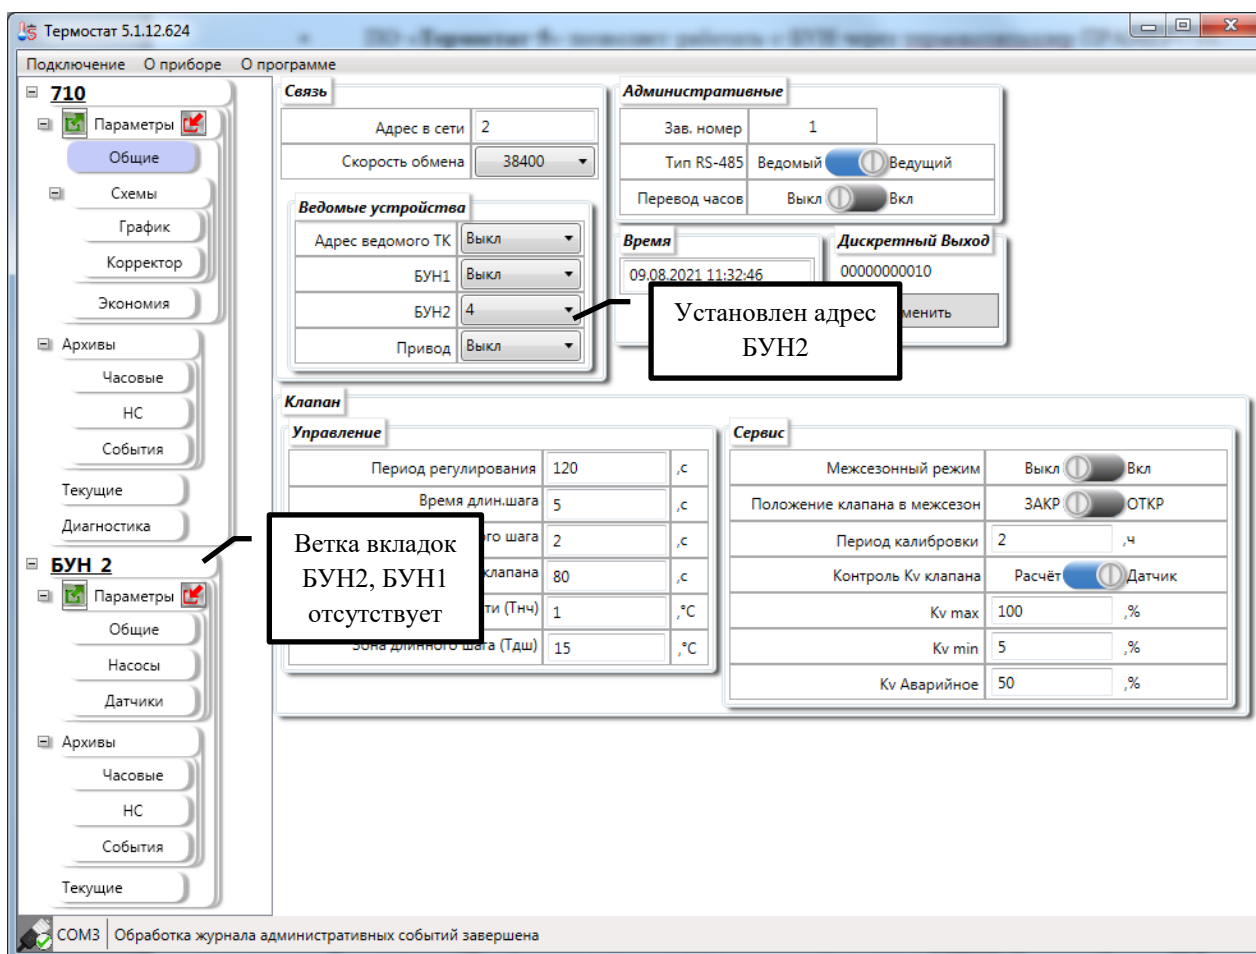 Термостат 5.1.12.624
Подключение О приборе О программе
710
Параметры
Общие
Схемы
График
Корректор
Экономия
Архивы
Часовые
НС
События
Текущие
Диагностика
БУН 2
Параметры
Общие
Насосы
Датчики
Архивы
Часовые
НС
События
Текущие
Связь
Адрес в сети 2
Скорость обмена 38400
Ведомые устройства
Адрес ведомого ТК Выкл
БУН1 Выкл
БУН2 4
Привод Выкл
Административные
Зав. номер 1
Тип RS-485 Ведомый Ведущий
Перевод часов Выкл Вкл
Время
09.08.2021 11:32:46
Дискретный Выход
00000000010
менить
Установлен адрес
БУН2
Клапан
Управление
Период регулирования 120 ,с
Время длин.шага 5 ,с
го шага 2 ,с
клапана 80 ,с
ти (Тнч) 1 ,°С
Зона длинного шага (Тдш) 15 ,°С
Ветка вкладок
БУН2, БУН1
отсутствует
Сервис
Межсезонный режим Выкл Вкл
Положение клапана в межсезон ЗАКР ОТКР
Период калибровки 2 ,ч
Контроль Kv клапана Расчёт Датчик
Kv max 100 ,%
Kv min 5 ,%
Kv Аварийное 50 ,%
COM3 Обработка журнала административных событий завершена